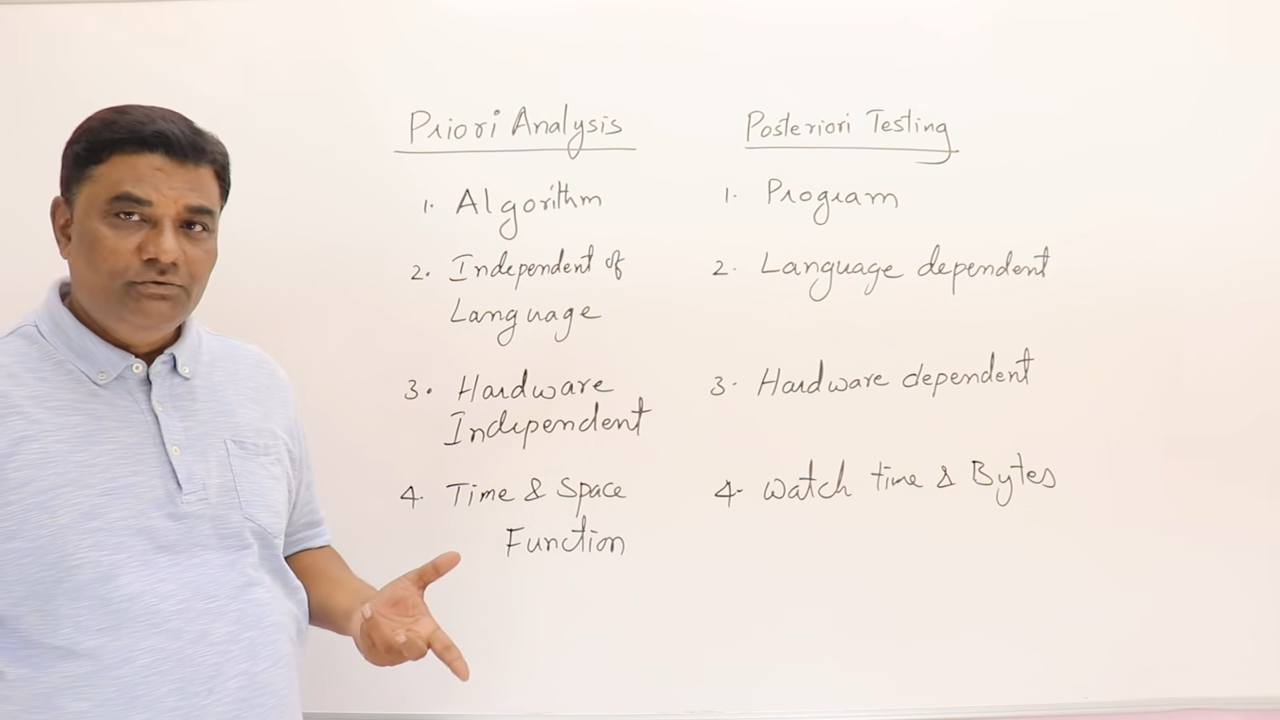 Priori Analysis
1. Algorithm
2. Independent of
Language
3. Hardware
Independent
4. Time & Space
Function
Posteriori Testing
1. Program
2. Language dependent
3. Hardware dependent
4. Watch time & Bytes